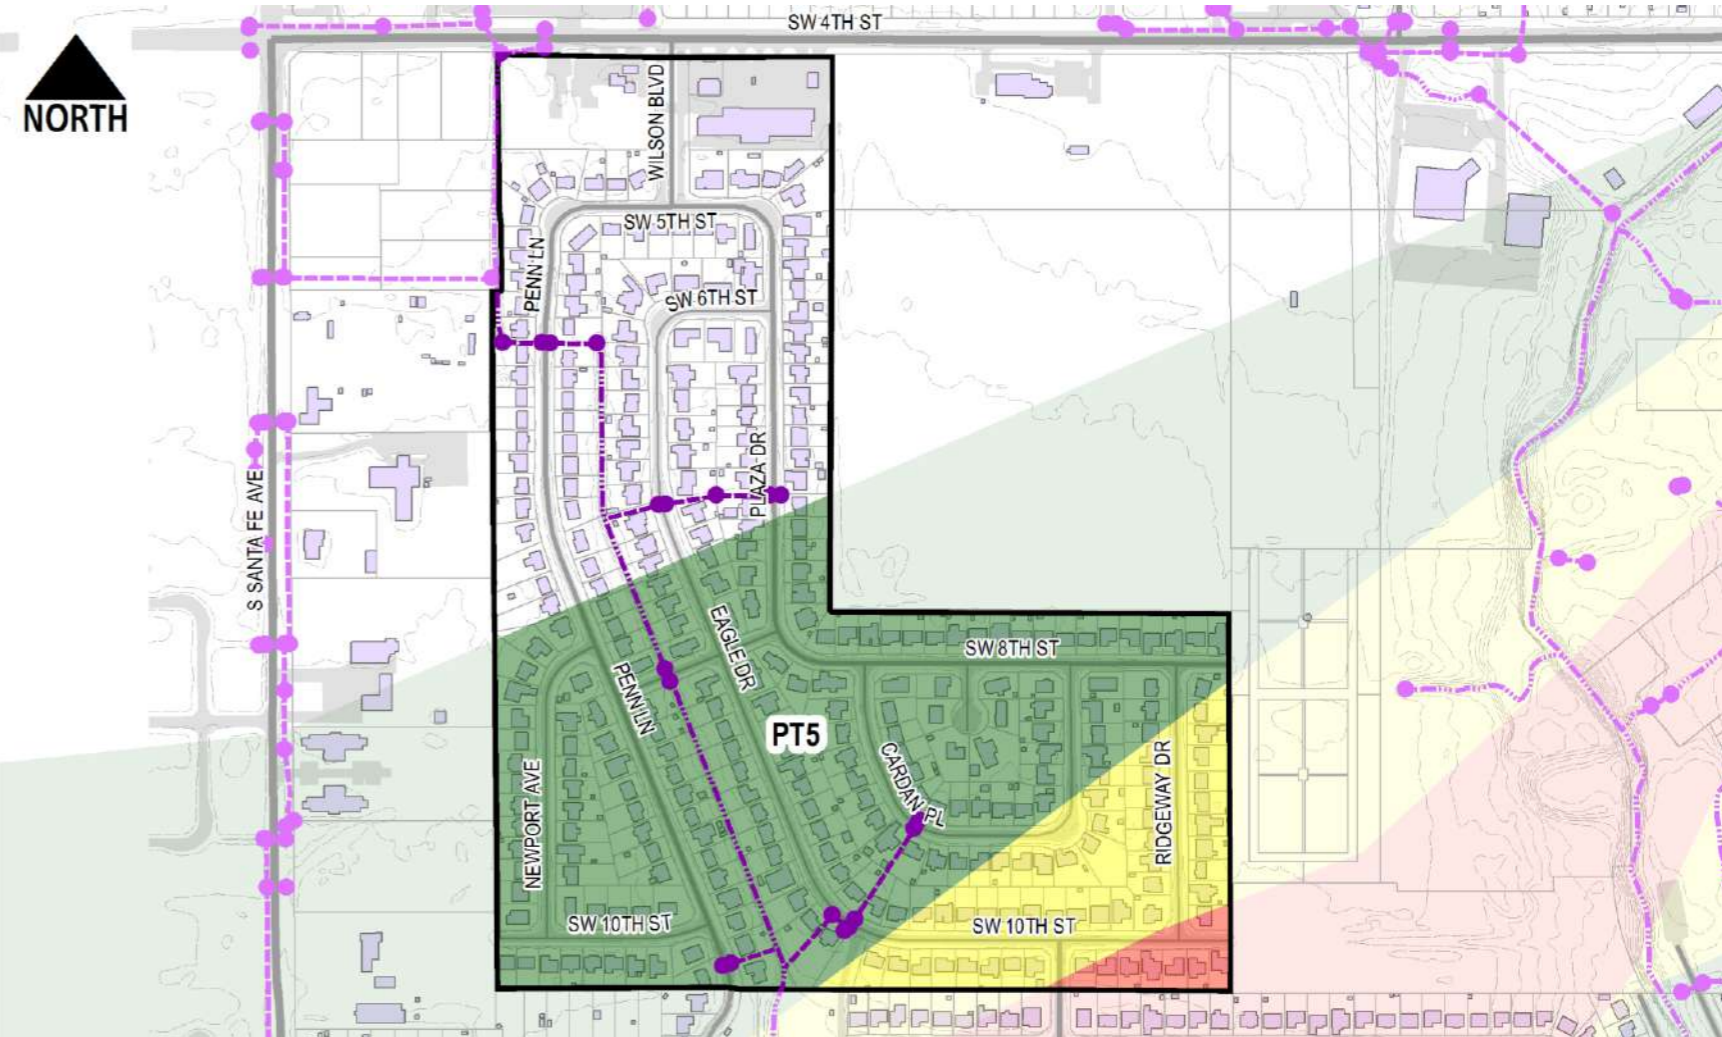 SW 4TH ST
NORTH
WILSON BLVD
SW 5TH ST
PENN LN
SW 6TH ST
PLAZA DR
S SANTA FE AVE
EAGLE DR
SW 8TH ST
PENN LN
PT5
CARDAN PL
RIDGEWAY DR
NEWPORT AVE
SW 10TH ST
SW 10TH ST